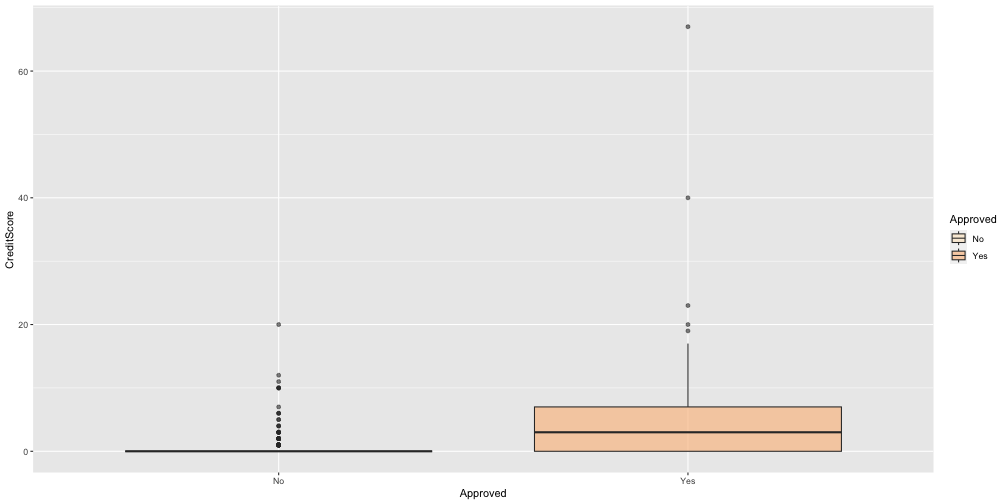 60
40
20
0
CreditScore
No
Yes
Approved
Approved
No
Yes